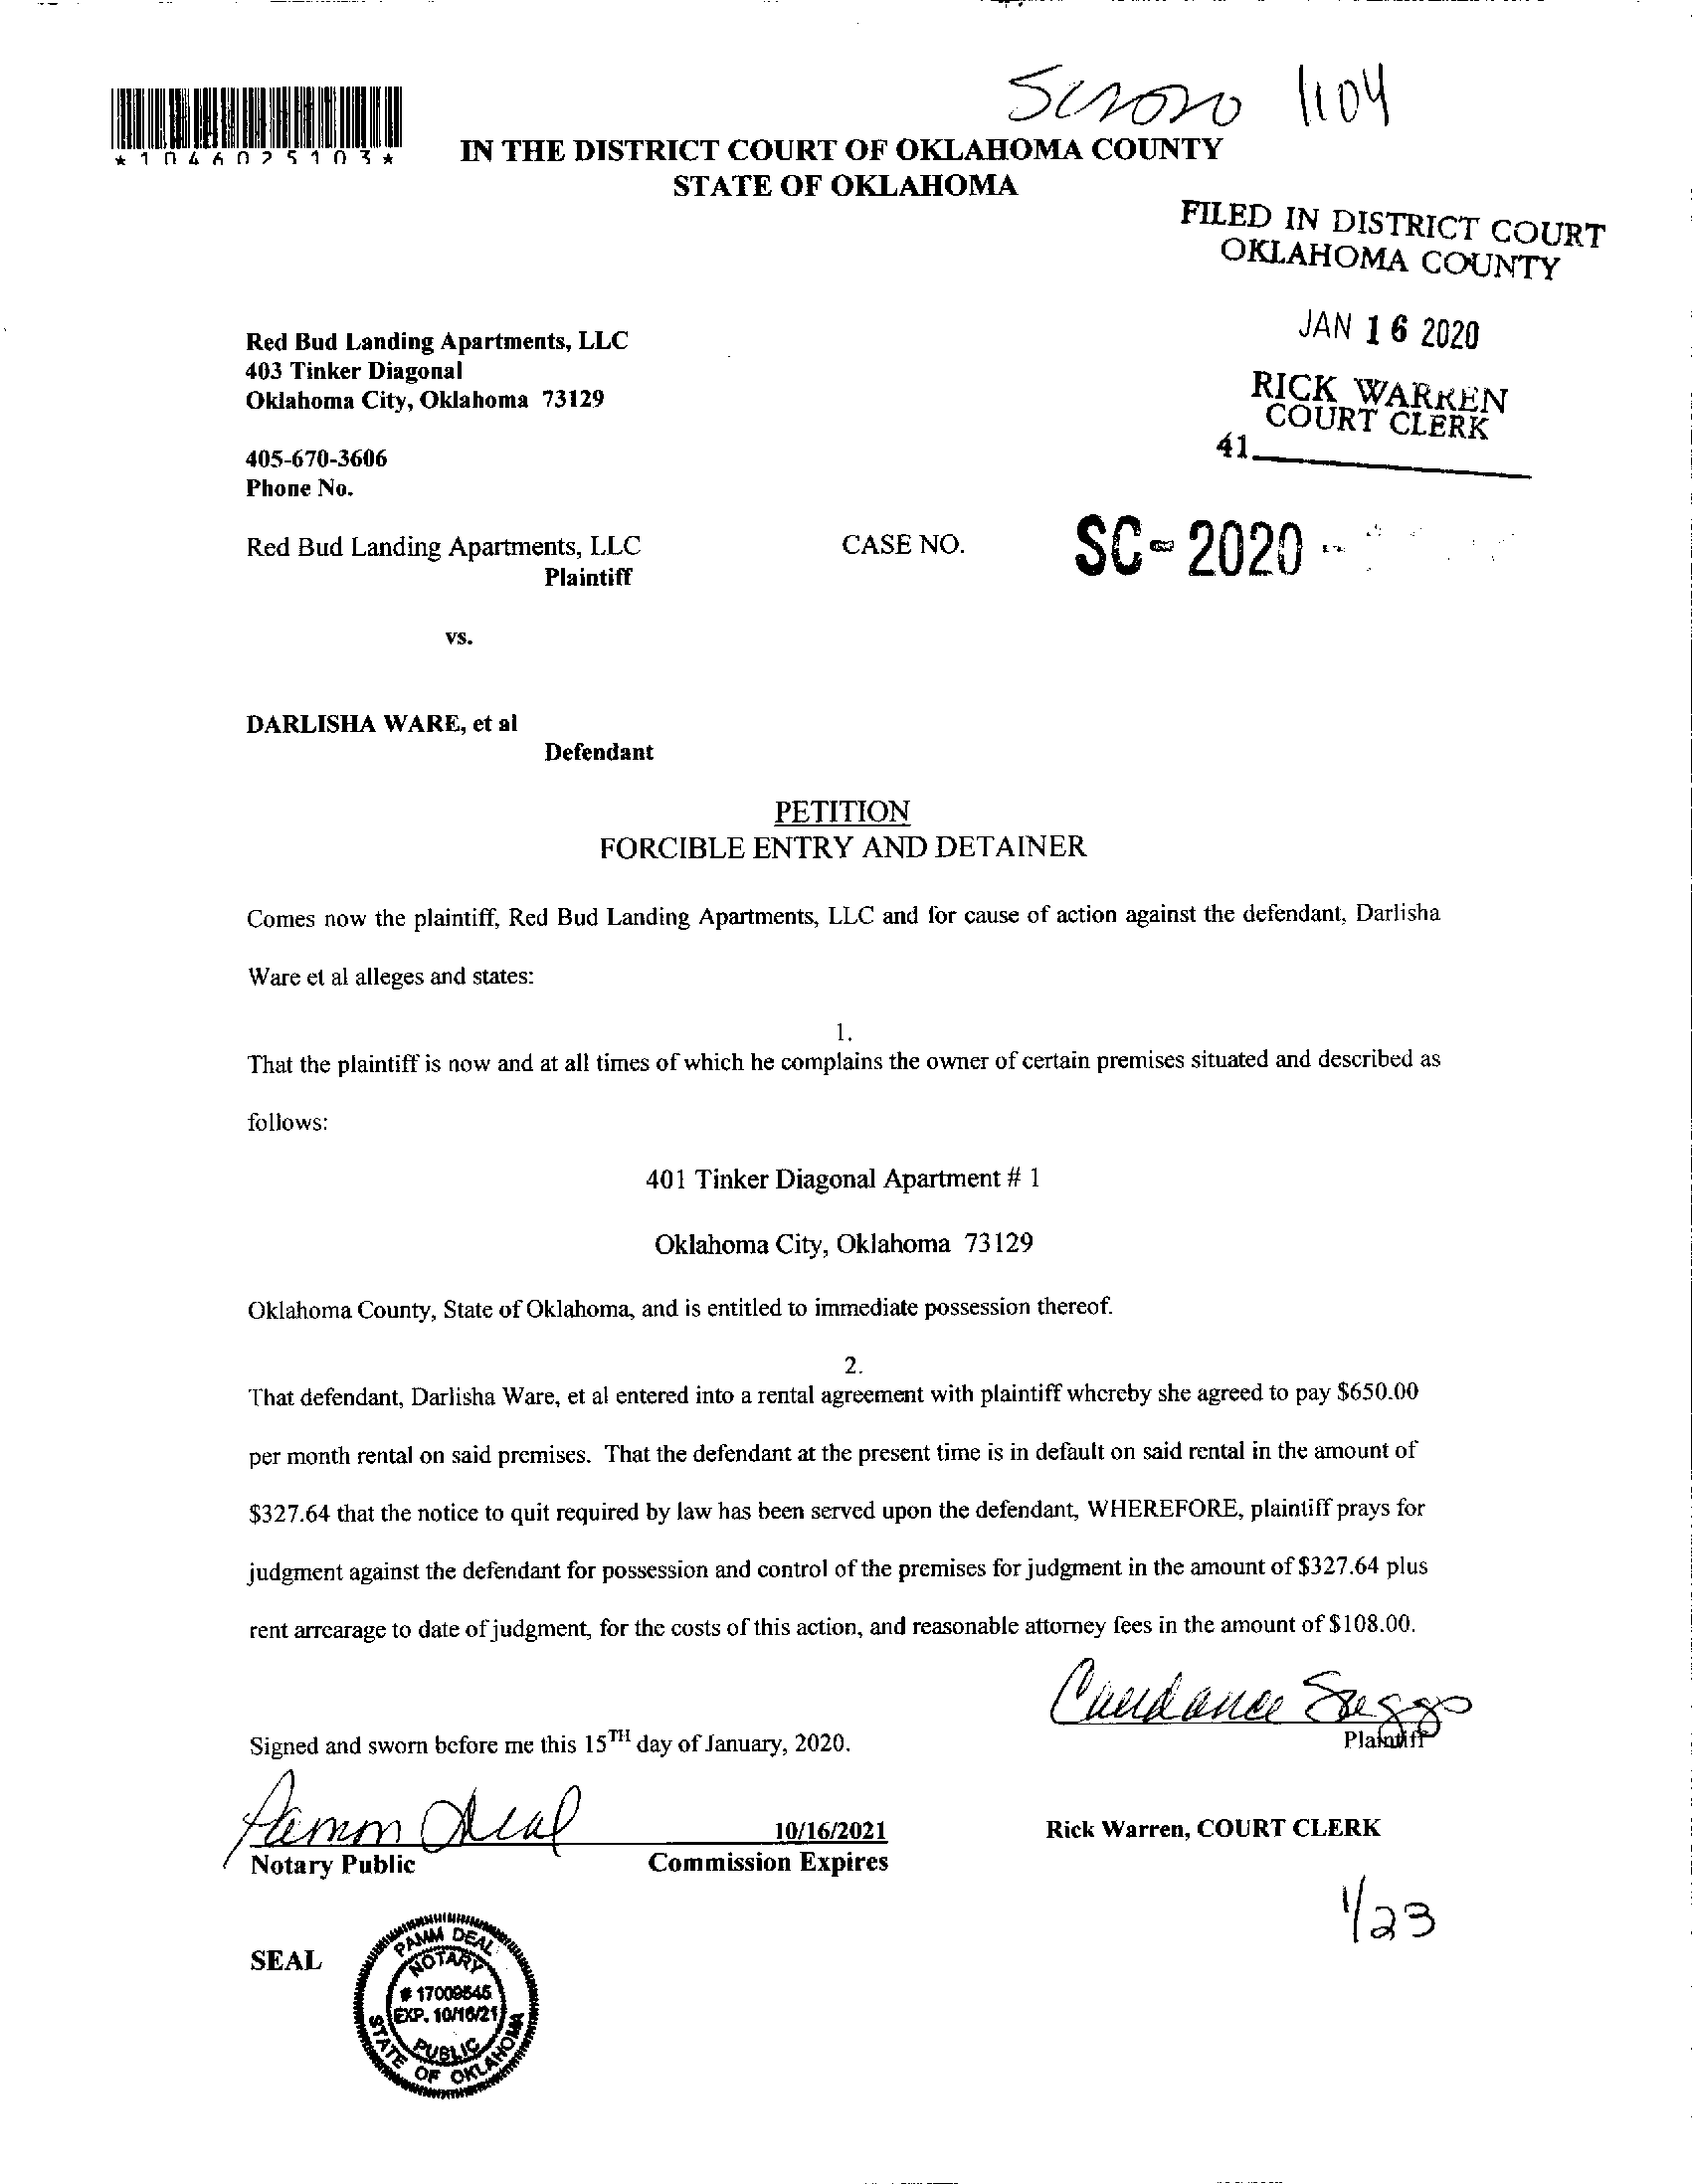 SC2020 1104
*1046025103*
IN THE DISTRICT COURT OF OKLAHOMA COUNTY
STATE OF OKLAHOMA
FILED IN DISTRICT COURT
OKLAHOMA COUNTY
JAN 16 2020
RICK WARREN
COURT CLERK
41
Red Bud Landing Apartments, LLC
403 Tinker Diagonal
Oklahoma City, Oklahoma 73129
405-670-3606
Phone No.
Red Bud Landing Apartments, LLC CASE NO. SC-2020-
Plaintiff
vs.
DARLISHA WARE, et al
Defendant
PETITION
FORCIBLE ENTRY AND DETAINER
Comes now the plaintiff, Red Bud Landing Apartments, LLC and for cause of action against the defendant, Darlisha
Ware et al alleges and states:
1.
That the plaintiff is now and at all times of which he complains the owner of certain premises situated and described as
follows:
401 Tinker Diagonal Apartment # 1
Oklahoma City, Oklahoma 73129
Oklahoma County, State of Oklahoma, and is entitled to immediate possession thereof.
2.
That defendant, Darlisha Ware, et al entered into a rental agreement with plaintiff whereby she agreed to pay $650.00
per month rental on said premises. That the defendant at the present time is in default on said rental in the amount of
$327.64 that the notice to quit required by law has been served upon the defendant, WHEREFORE, plaintiff prays for
judgment against the defendant for possession and control of the premises for judgment in the amount of $327.64 plus
rent arrearage to date of judgment, for the costs of this action, and reasonable attorney fees in the amount of $108.00.
Candance Suggs
Plaintiff
Signed and sworn before me this 15TH day of January, 2020.
Pamm Deal
10/16/2021
Rick Warren, COURT CLERK
Notary Public
Commission Expires
1/23
SEAL
PAMM DEAL
NOTARY
# 17009545
EXP. 10/16/21
PUBLIC
STATE OF OKLAHOMA